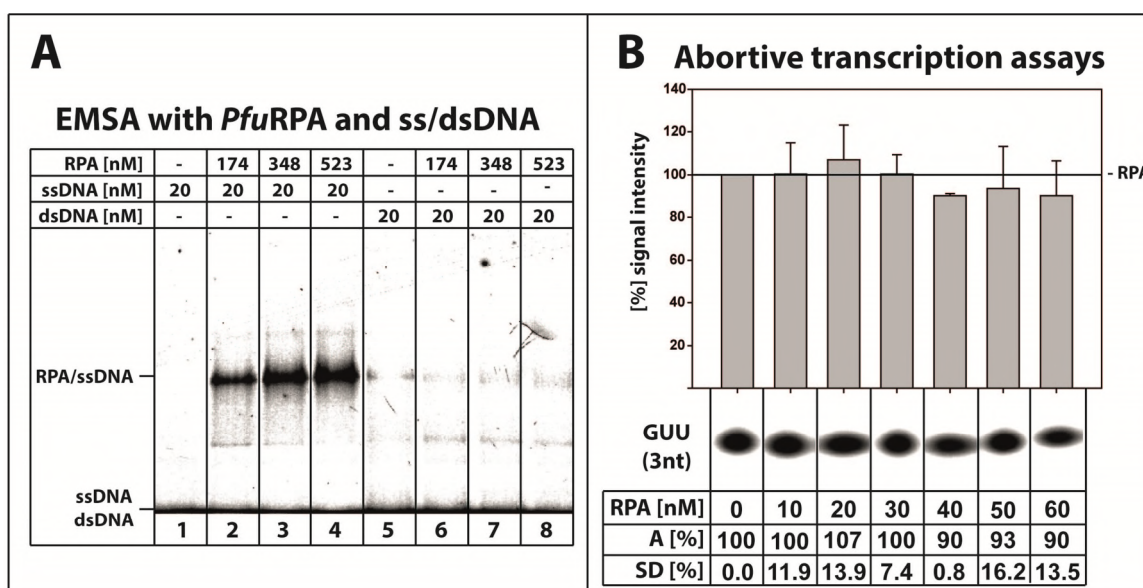 A
EMSA with PfuRPA and ss/dsDNA
RPA [nM] - 174 348 523 - 174 348 523
ssDNA [nM] 20 20 20 20 - - - -
dsDNA [nM] - - - - 20 20 20 20
RPA/ssDNA
ssDNA
dsDNA
1 2 3 4 5 6 7 8
B Abortive transcription assays
[%] signal intensity
140
120
100
80
60
40
20
- RPA
GUU
(3nt)
RPA [nM] 0 10 20 30 40 50 60
A [%] 100 100 107 100 90 93 90
SD [%] 0.0 11.9 13.9 7.4 0.8 16.2 13.5